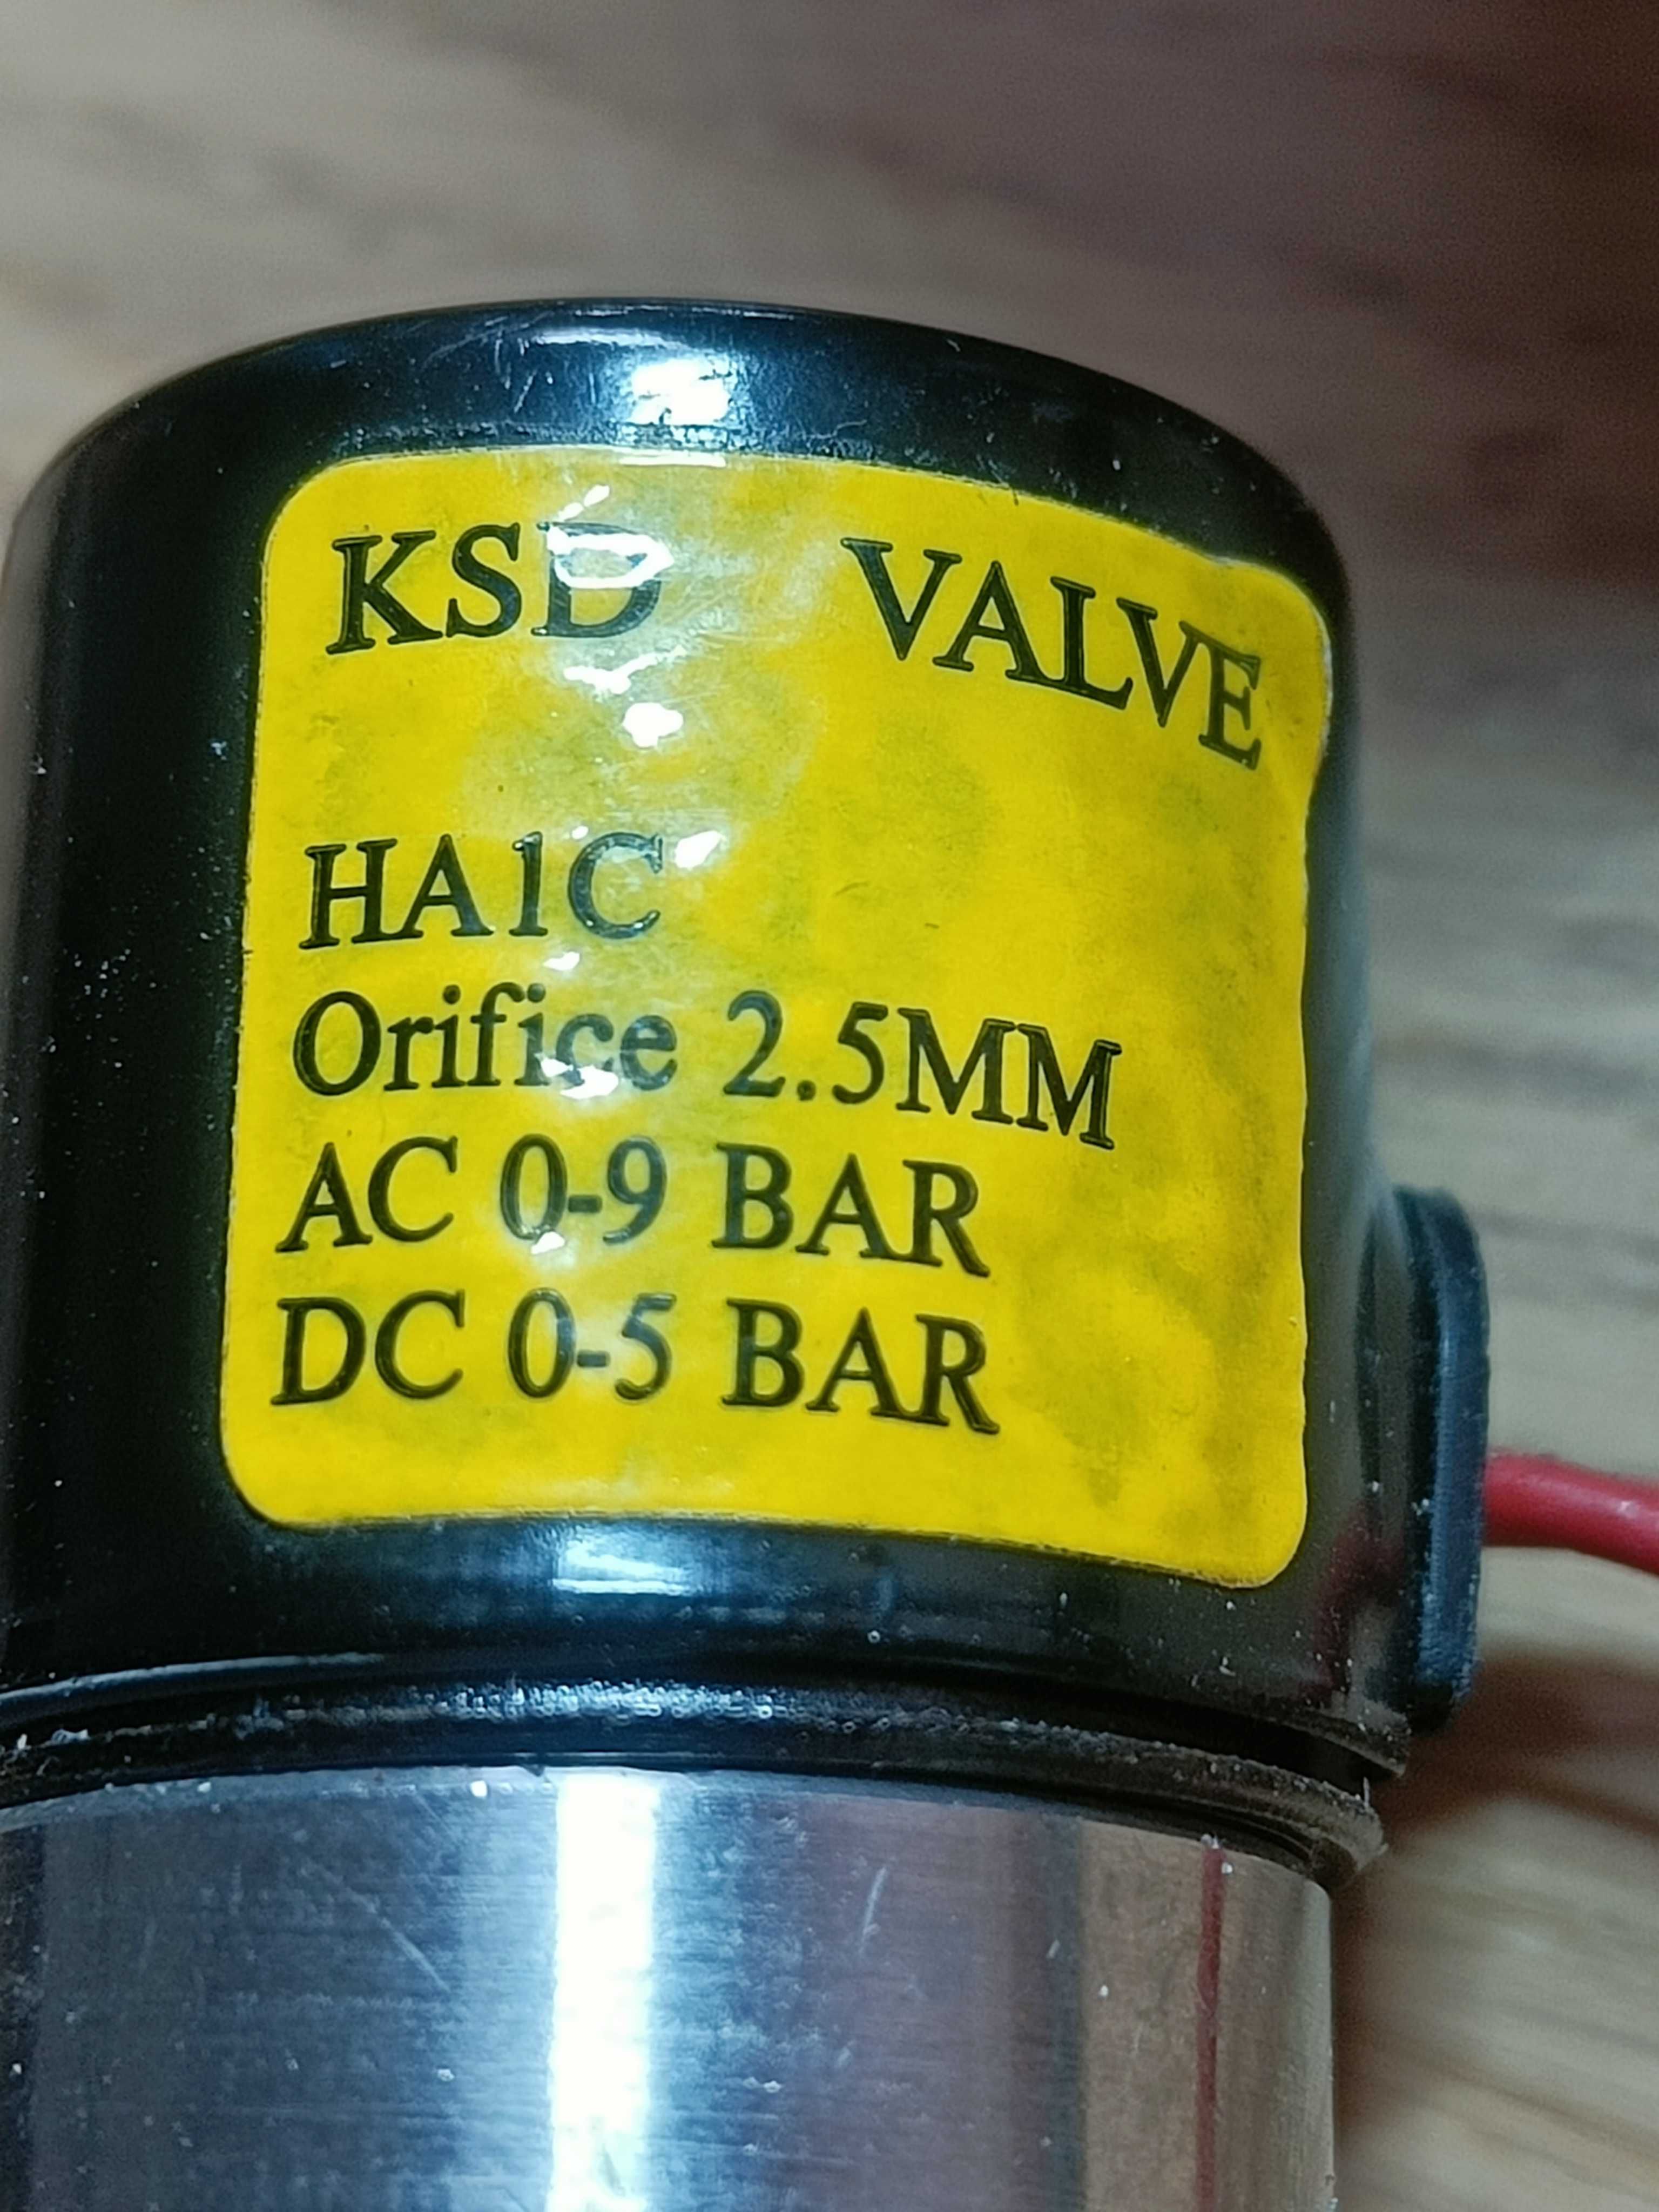 KSD VALVE
HA1C
Orifice 2.5MM
AC 0-9 BAR
DC 0-5 BAR